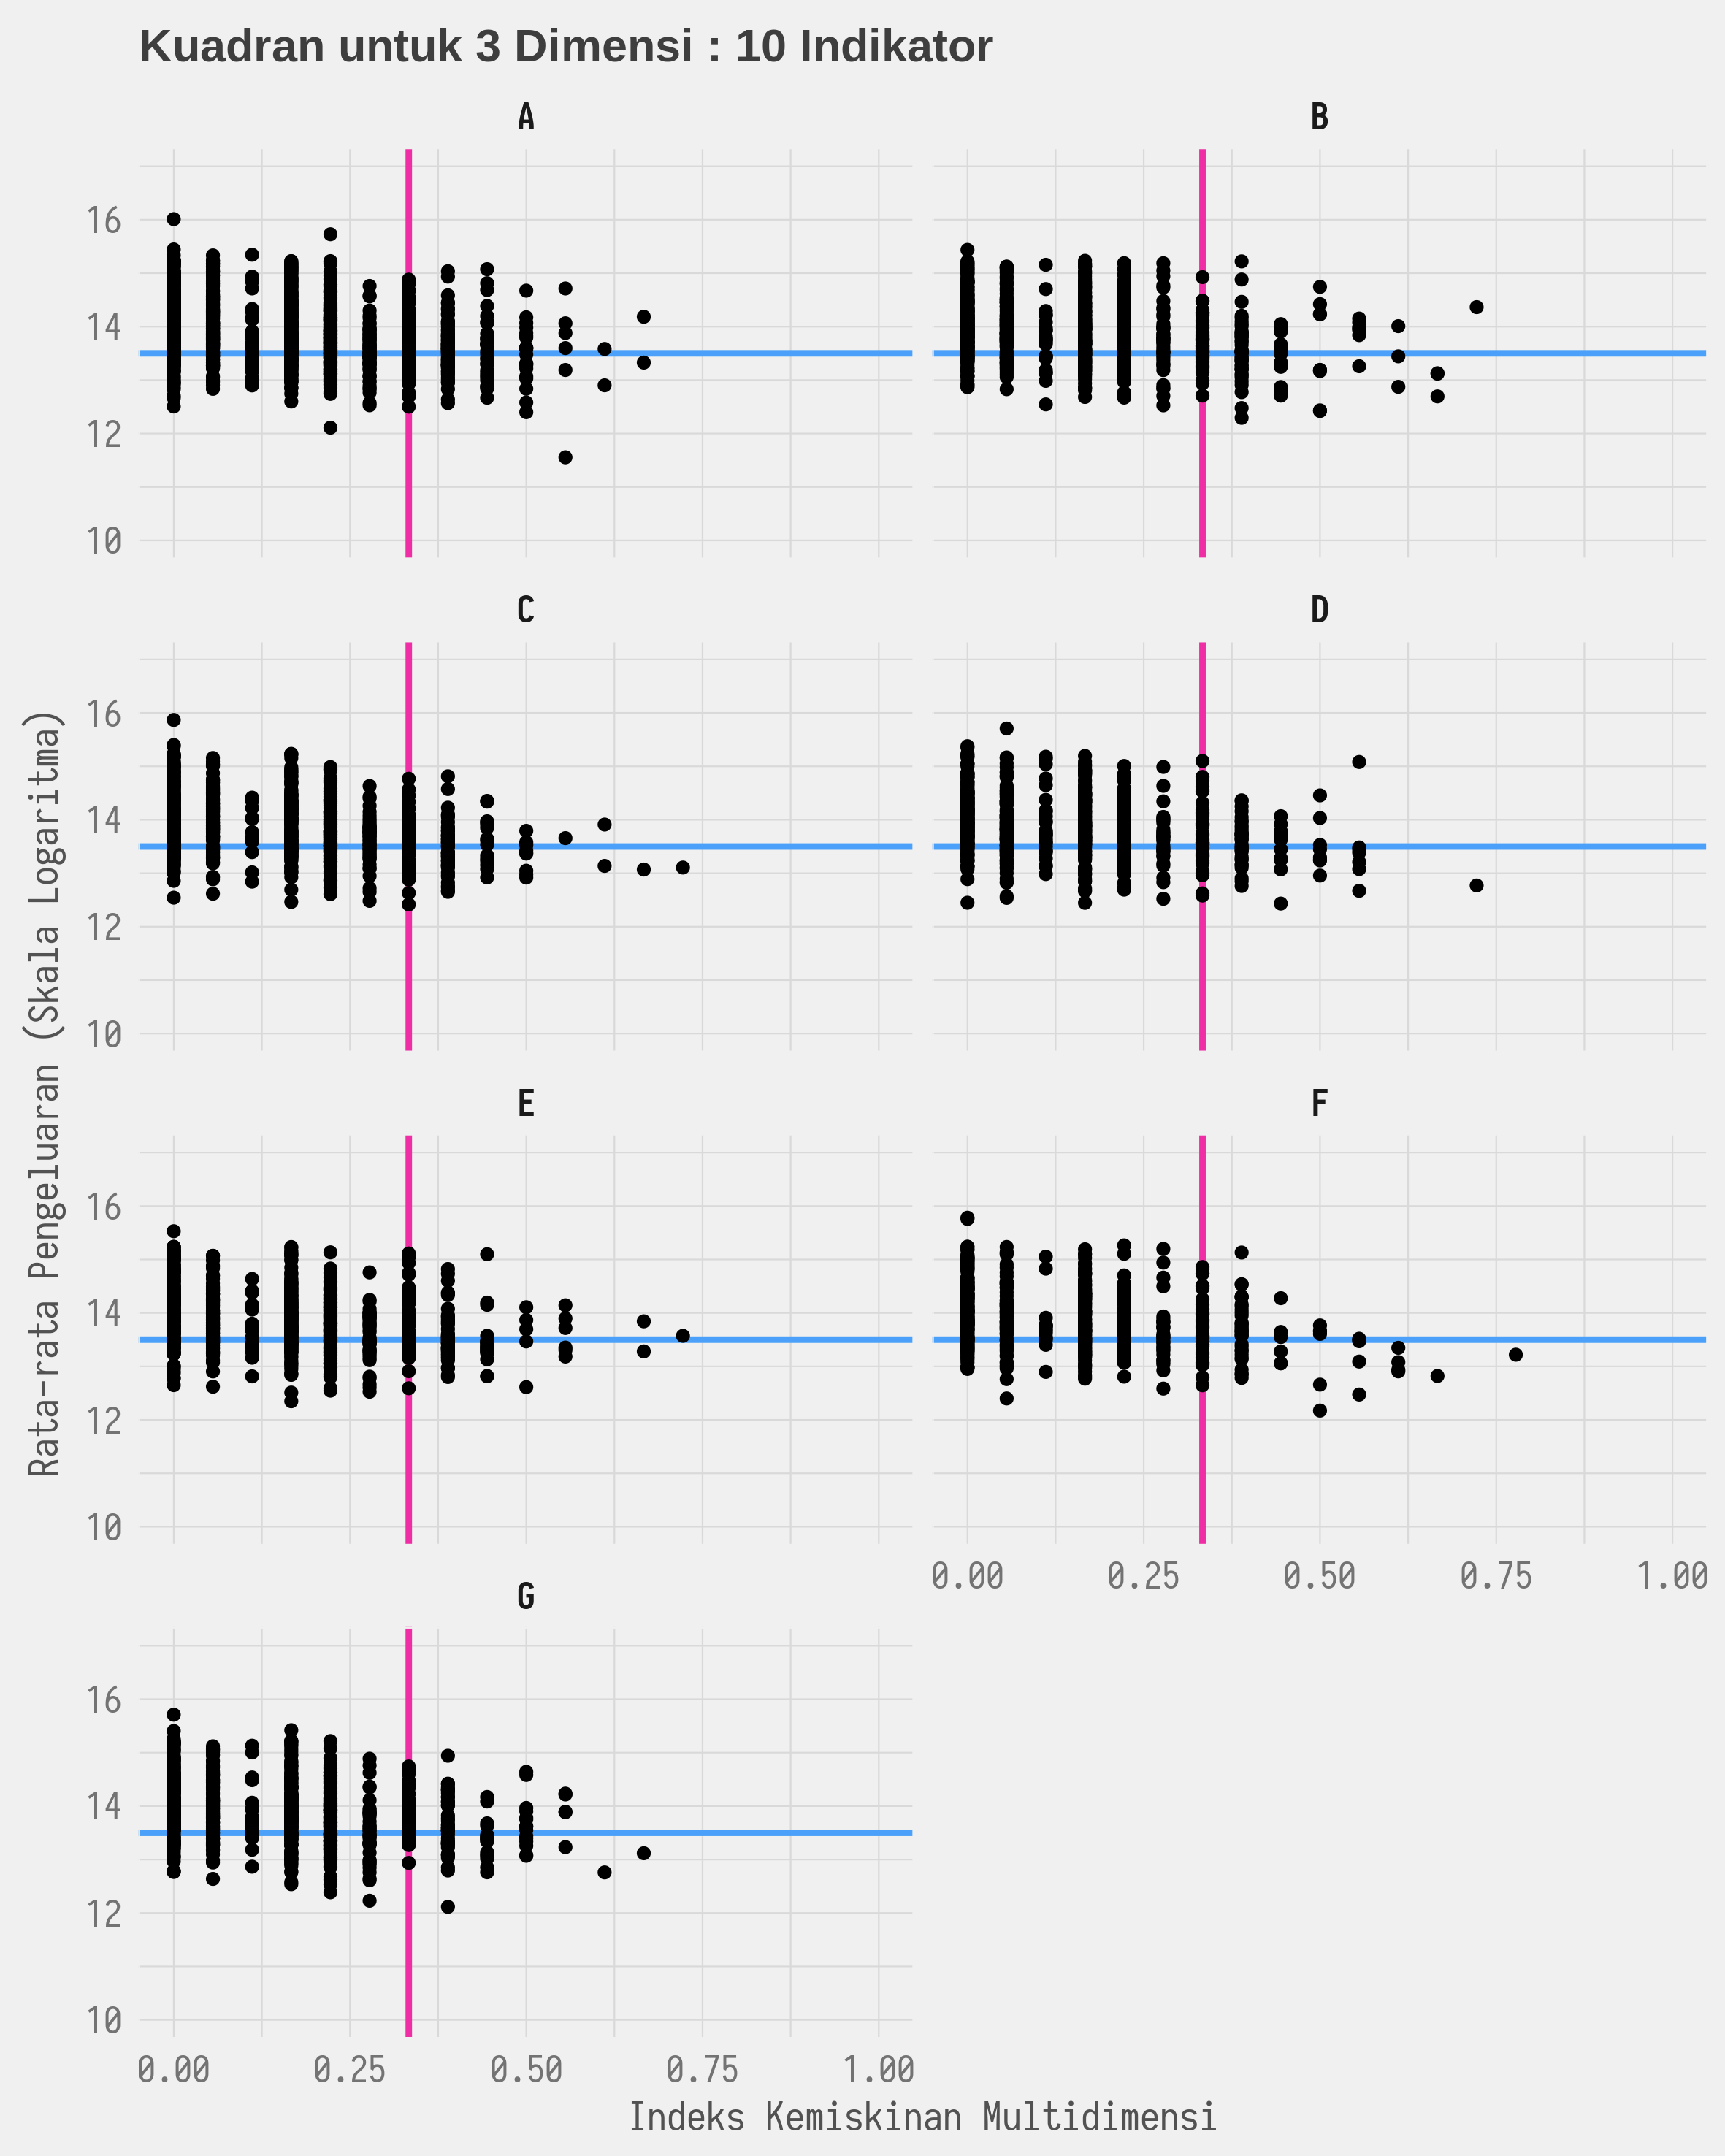 Kuadran untuk 3 Dimensi : 10 Indikator
A
B
16
14
12
10
C
D
16
14
12
10
E
F
16
14
12
10
0.00 0.25 0.50 0.75 1.00
G
16
14
12
10
0.00 0.25 0.50 0.75 1.00
Indeks Kemiskinan Multidimensi
Rata-rata Pengeluaran (Skala Logaritma)